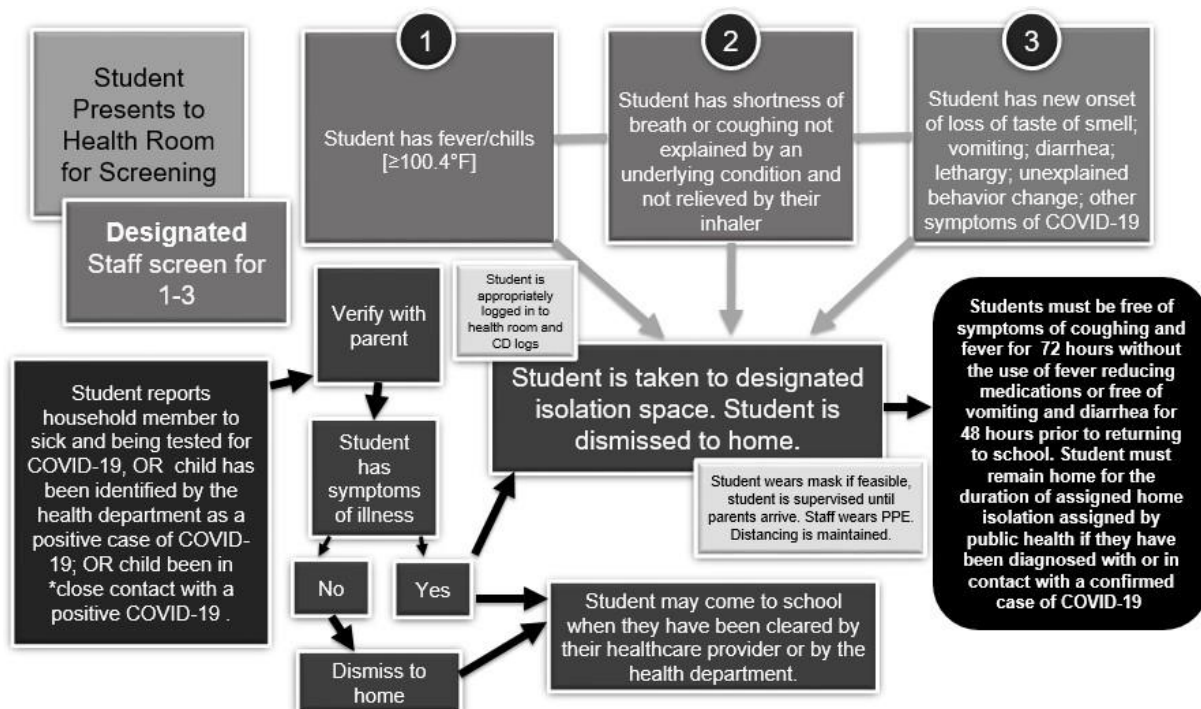 Student
Presents to
Health Room
for Screening
Designated
Staff screen for
1-3
1
Student has fever/chills
[≥100.4°F]
2
Student has shortness of
breath or coughing not
explained by an
underlying condition and
not relieved by their
inhaler
3
Student has new onset
of loss of taste of smell;
vomiting; diarrhea;
lethargy; unexplained
behavior change; other
symptoms of COVID-19
Student reports
household member to
sick and being tested for
COVID-19, OR child has
been identified by the
health department as a
positive case of COVID-
19; OR child been in
*close contact with a
positive COVID-19 .
Verify with
parent
Student
has
symptoms
of illness
No
Yes
Dismiss to
home
Student is
appropriately
logged in to
health room and
CD logs
Student is taken to designated
isolation space. Student is
dismissed to home.
Student wears mask if feasible,
student is supervised until
parents arrive. Staff wears PPE.
Distancing is maintained.
Student may come to school
when they have been cleared by
their healthcare provider or by the
health department.
Students must be free of
symptoms of coughing and
fever for 72 hours without
the use of fever reducing
medications or free of
vomiting and diarrhea for
48 hours prior to returning
to school. Student must
remain home for the
duration of assigned home
isolation assigned by
public health if they have
been diagnosed with or in
contact with a confirmed
case of COVID-19